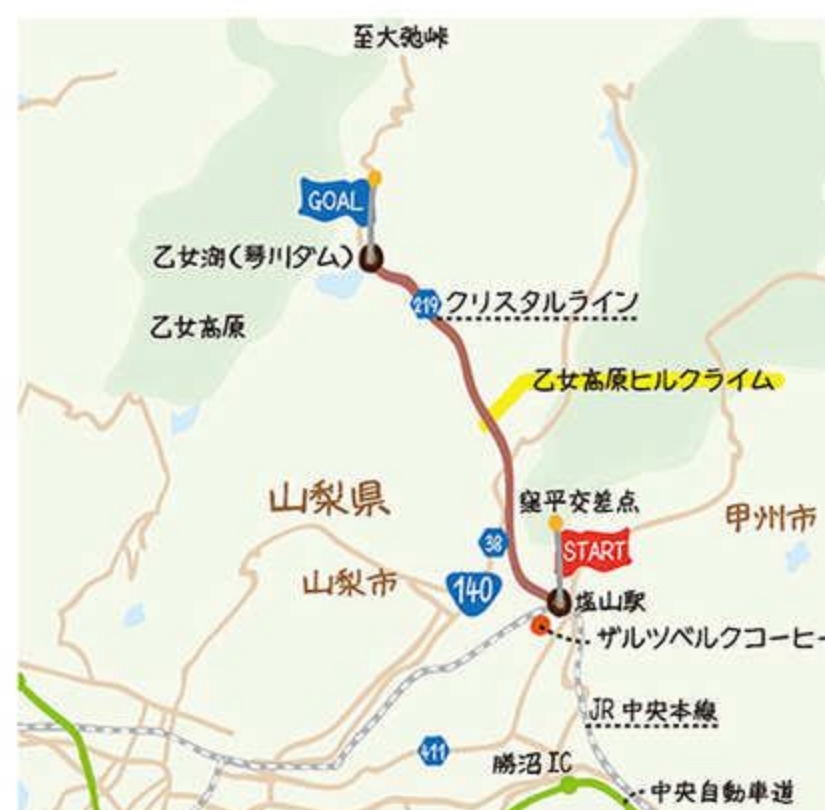 至大弛峠
GOAL
乙女湖(琴川ダム)
219
クリスタルライン
乙女高原
乙女高原ヒルクライム
山梨県
窪平交差点
甲州市
38
START
山梨市
140
塩山駅
ザルツベルクコーヒー
JR中央本線
411
勝沼IC
中央自動車道